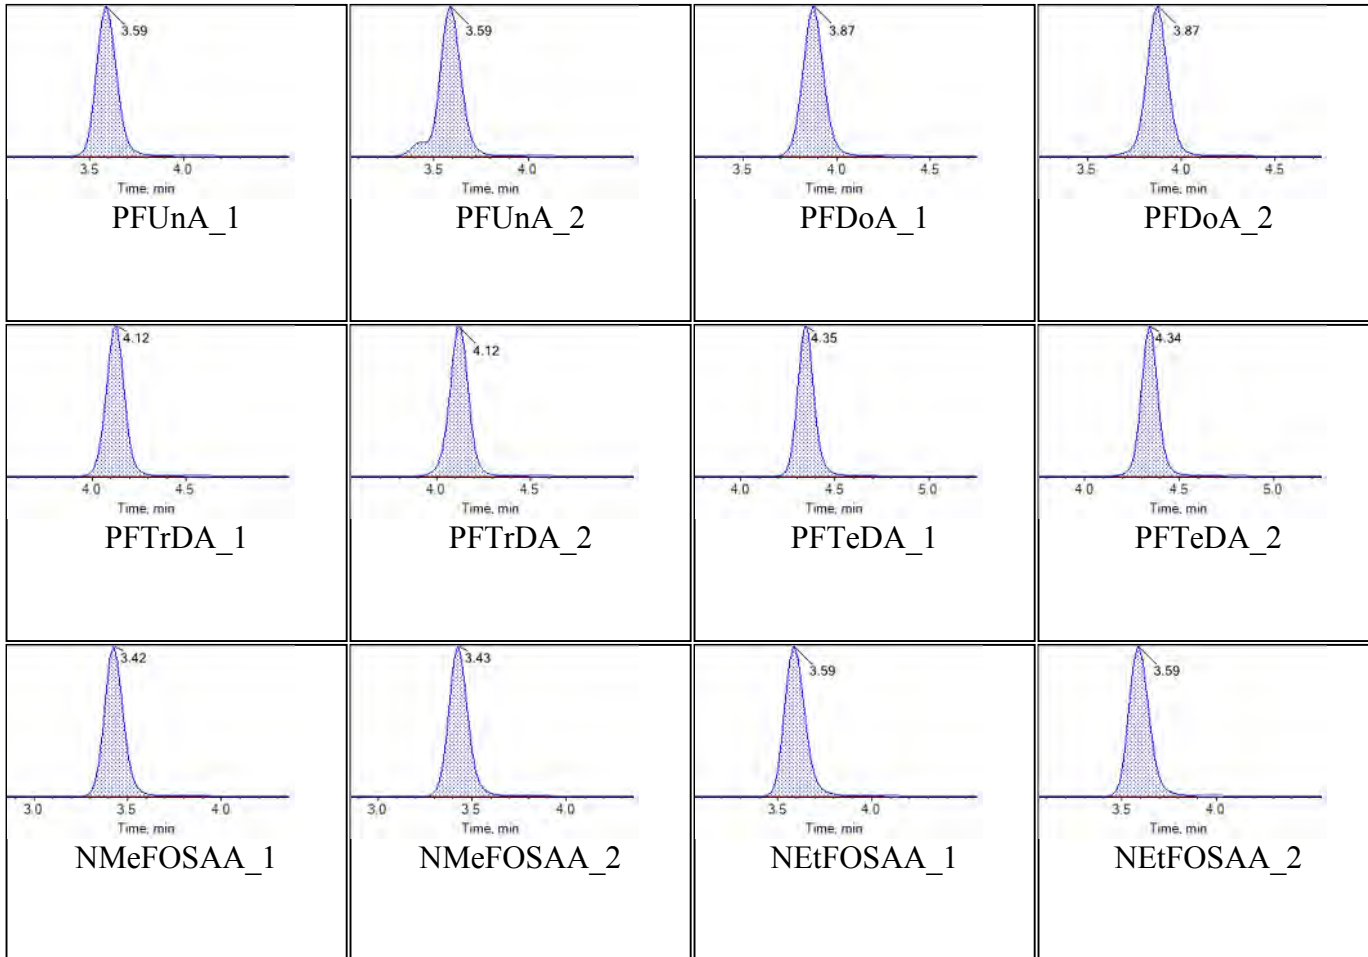 3.59
3.5 4.0
Time, min
PFUnA_1
3.59
3.5 4.0
Time, min
PFUnA_2
3.87
3.5 4.0 4.5
Time, min
PFDoA_1
3.87
3.5 4.0 4.5
Time, min
PFDoA_2
4.12
4.0 4.5
Time, min
PFTrDA_1
4.12
4.0 4.5
Time, min
PFTrDA_2
4.35
4.0 4.5 5.0
Time, min
PFTeDA_1
4.34
4.0 4.5 5.0
Time, min
PFTeDA_2
3.42
3.0 3.5 4.0
Time, min
NMeFOSAA_1
3.43
3.0 3.5 4.0
Time, min
NMeFOSAA_2
3.59
3.5 4.0
Time, min
NEtFOSAA_1
3.59
3.5 4.0
Time, min
NEtFOSAA_2